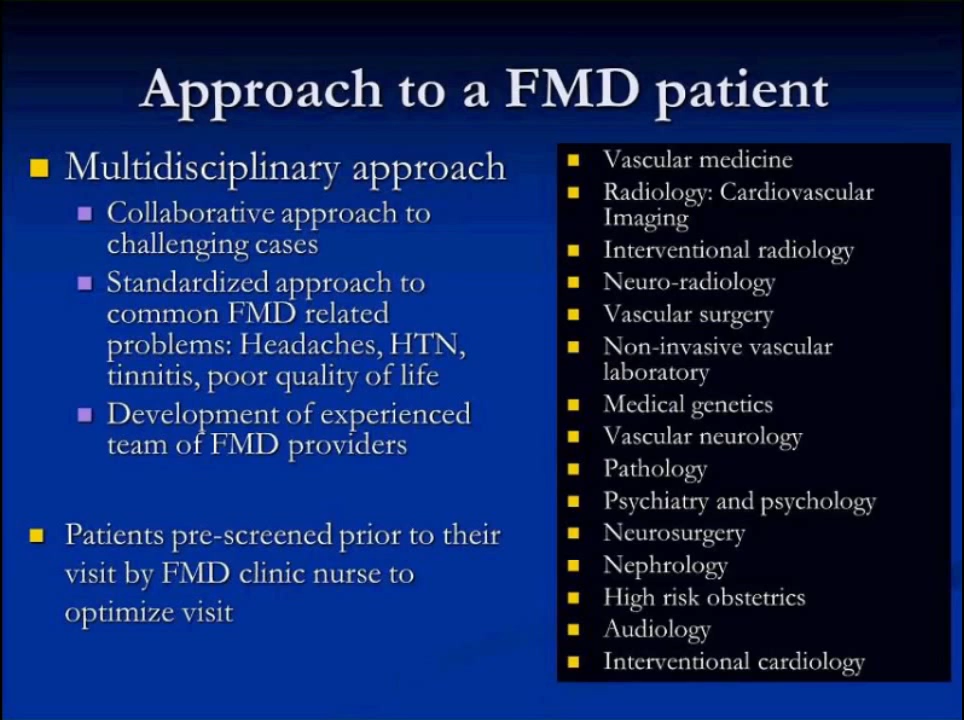 Approach to a FMD patient
Multidisciplinary approach
Collaborative approach to
challenging cases
Standardized approach to
common FMD related
problems: Headaches, HTN,
tinnitis, poor quality of life
Development of experienced
team of FMD providers
Patients pre-screened prior to their
visit by FMD clinic nurse to
optimize visit
Vascular medicine
Radiology: Cardiovascular
Imaging
Interventional radiology
Neuro-radiology
Vascular surgery
Non-invasive vascular
laboratory
Medical genetics
Vascular neurology
Pathology
Psychiatry and psychology
Neurosurgery
Nephrology
High risk obstetrics
Audiology
Interventional cardiology